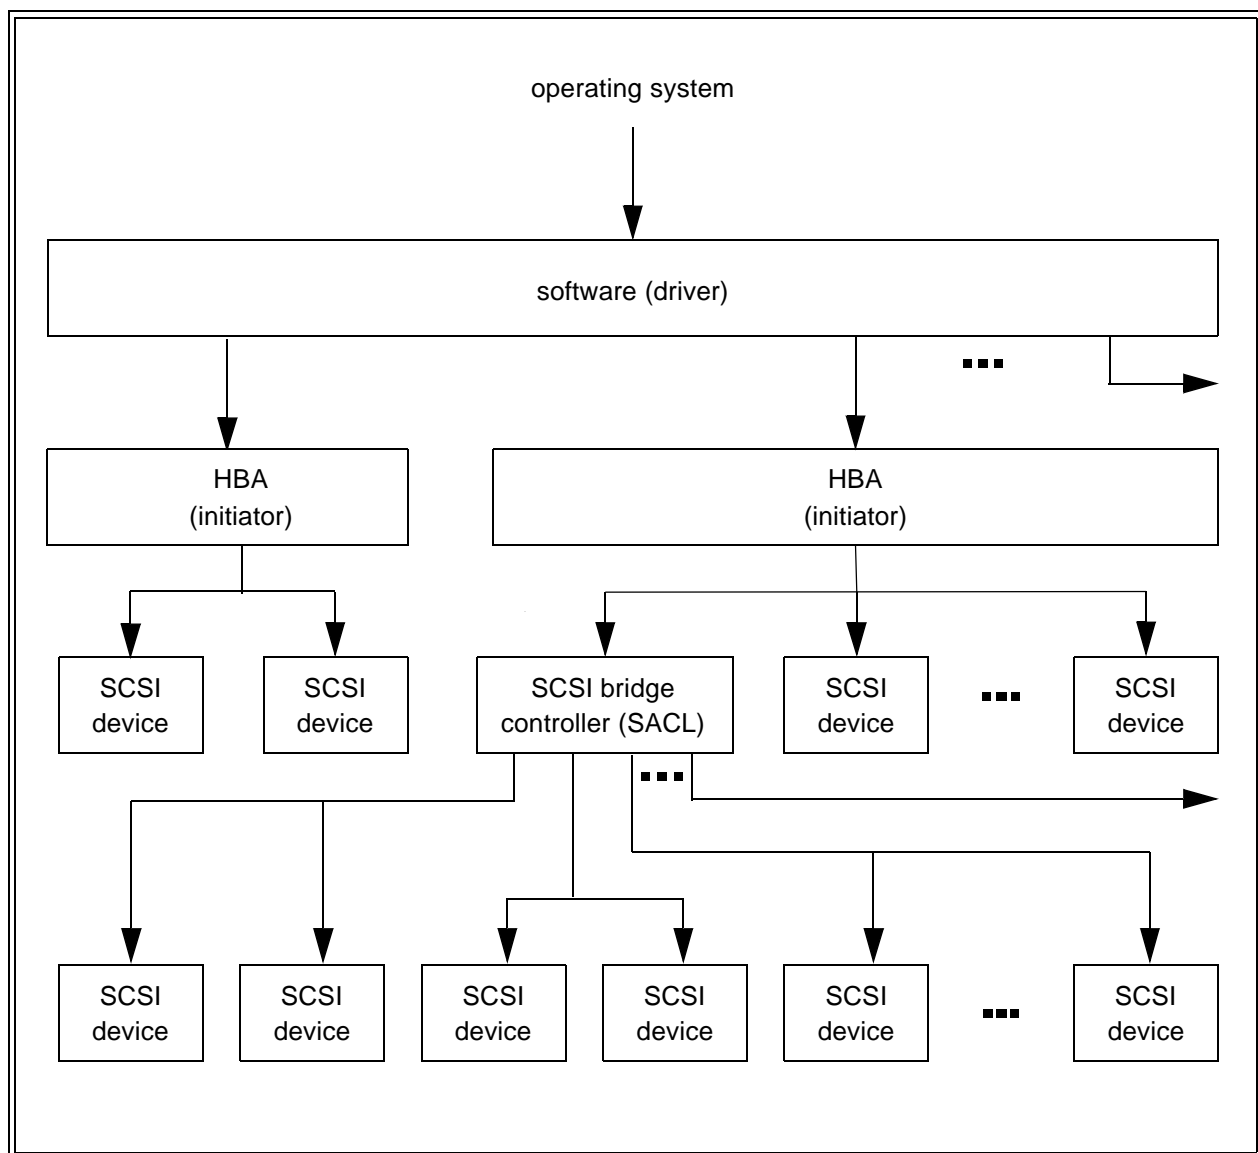 operating system
software (driver)
HBA
(initiator)
HBA
(initiator)
SCSI
device
SCSI
device
SCSI bridge
controller (SACL)
SCSI
device
SCSI
device
SCSI
device
SCSI
device
SCSI
device
SCSI
device
SCSI
device
SCSI
device